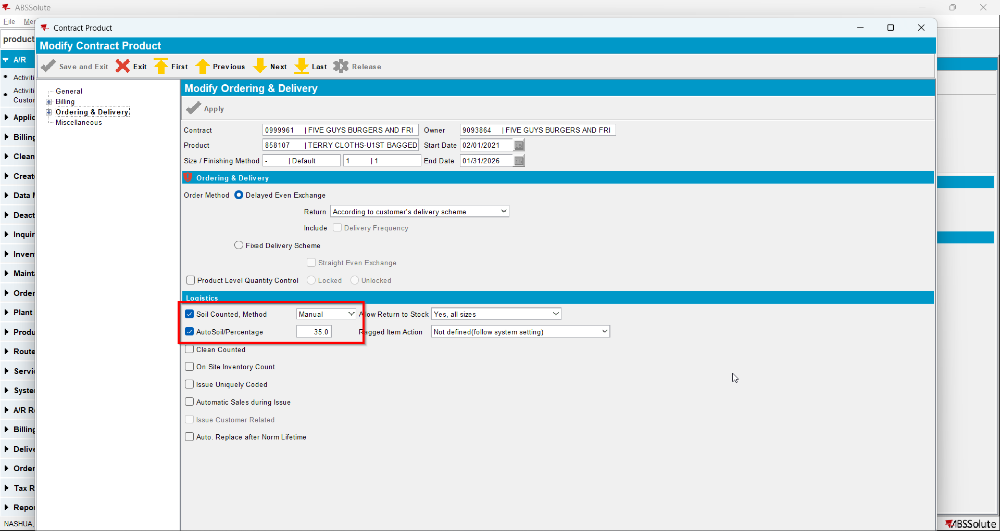 ABSSolute
File Mer
Contract Product
product
Modify Contract Product
A/R
Save and Exit Exit First Previous Next Last Release
Activiti
Activiti
Custor
Applic
Billing
Clean
Creat
Data M
Deact
Inquir
Inven
Maint
Order
Plant
Produ
Route
Servi
Syste
A/R R
Billing
Delive
Order
Tax R
Repor
NASHUA,
General
Billing
Ordering & Delivery
Miscellaneous
Modify Ordering & Delivery
Apply
Contract 0999961 | FIVE GUYS BURGERS AND FRI Owner 9093864 | FIVE GUYS BURGERS AND FRI
Product 858107 | TERRY CLOTHS-U1ST BAGGED Start Date 02/01/2021 16
Size / Finishing Method - | Default 1 | 1 End Date 01/31/2026 16
Ordering & Delivery
Order Method Delayed Even Exchange
Return According to customer's delivery scheme
Include Delivery Frequency
Fixed Delivery Scheme
Straight Even Exchange
Product Level Quantity Control Locked Unlocked
Logistics
Soil Counted, Method Manual llow Return to Stock Yes, all sizes
AutoSoil/Percentage 35.0 Ragged Item Action Not defined(follow system setting)
Clean Counted
On Site Inventory Count
Issue Uniquely Coded
Automatic Sales during Issue
Issue Customer Related
Auto. Replace after Norm Lifetime
ABSSolute